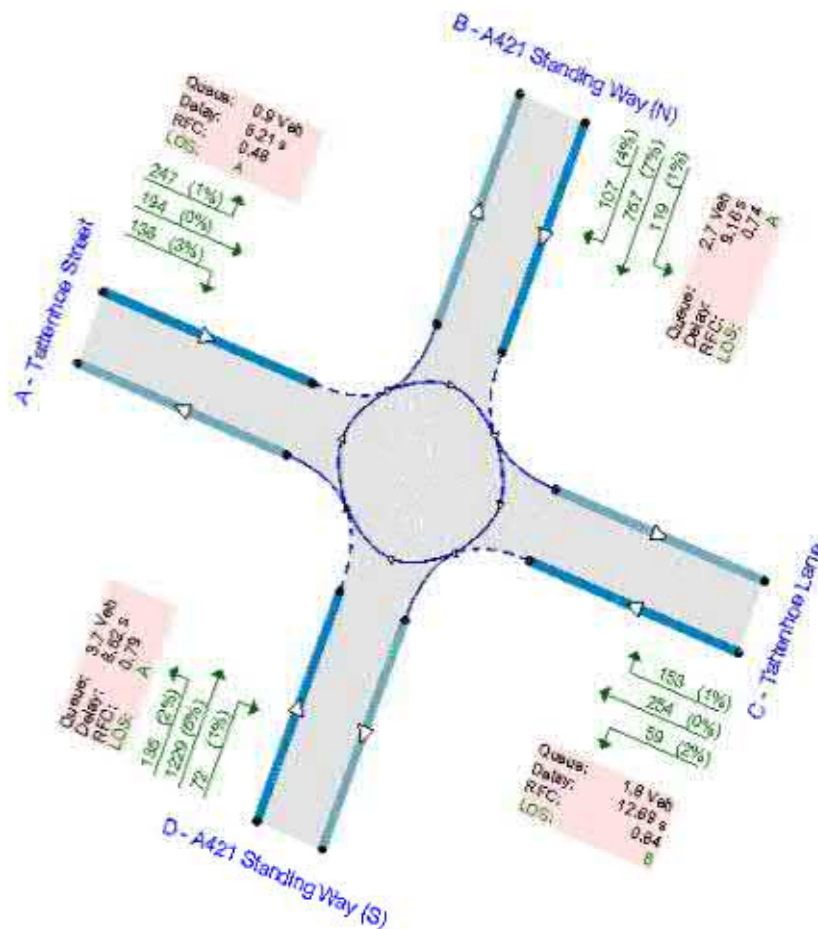 B - A421 Standing Way (N)
Queue: 0.9 Veh
Delay: 5.21 s
RFC: 0.48
LOS: A
247 (1%)
194 (0%)
(3%)
107 (4%)
767 (7%)
119 (1%)
Queue: 2.7 Veh
Delay: 9.16 s
RFC: 0.74
LOS: A
A - Tattenhoe Street
C - Tattenhoe Lane
Queue: 3.7 Veh
Delay: 8.62 s
RFC: 0.79
LOS: A
(2%)
1229 (6%)
72 (1%)
153 (1%)
254 (0%)
59 (2%)
Queue: 1.8 Veh
Delay: 12.69 s
RFC: 0.64
LOS: B
D - A421 Standing Way (S)